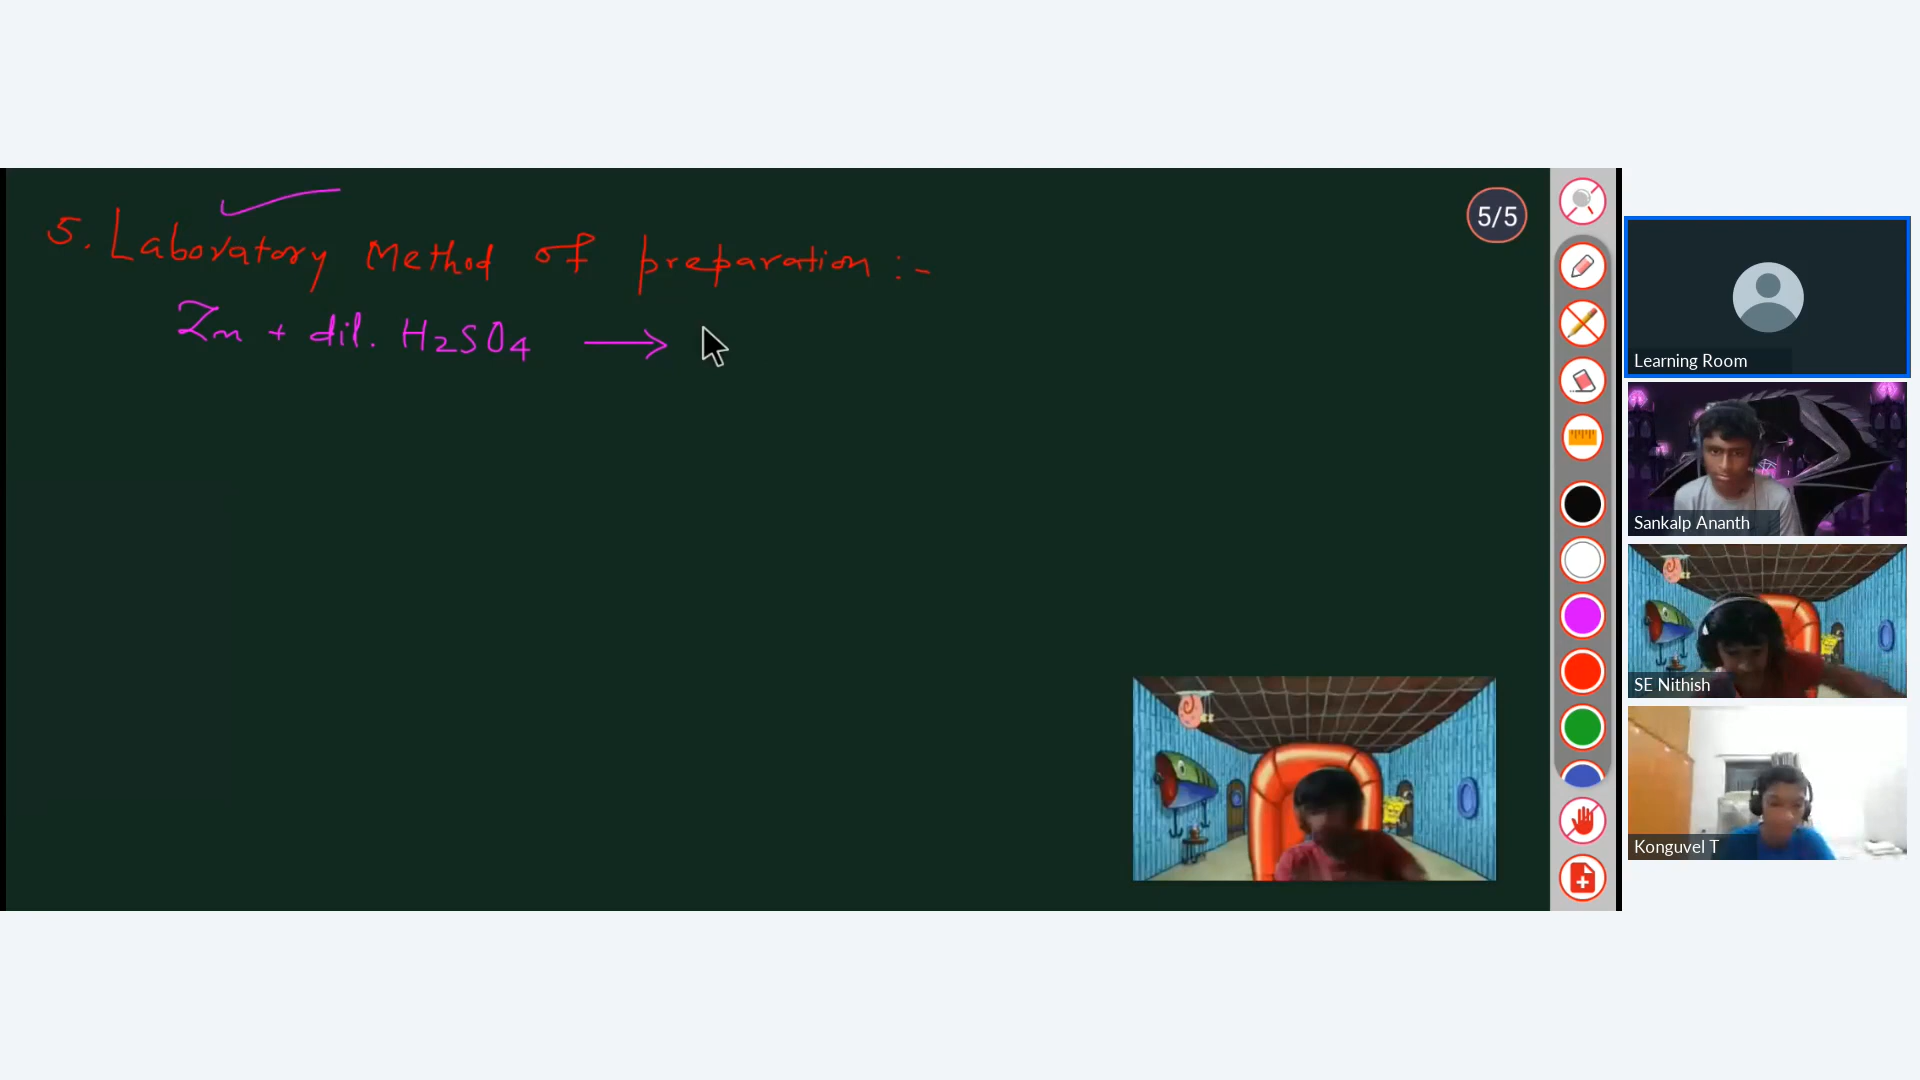 5. Laboratory Method of preparation :-
Zn + dil. H2SO4 →
5/5
Learning Room
Sankalp Ananth
SE Nithish
Konguvel T